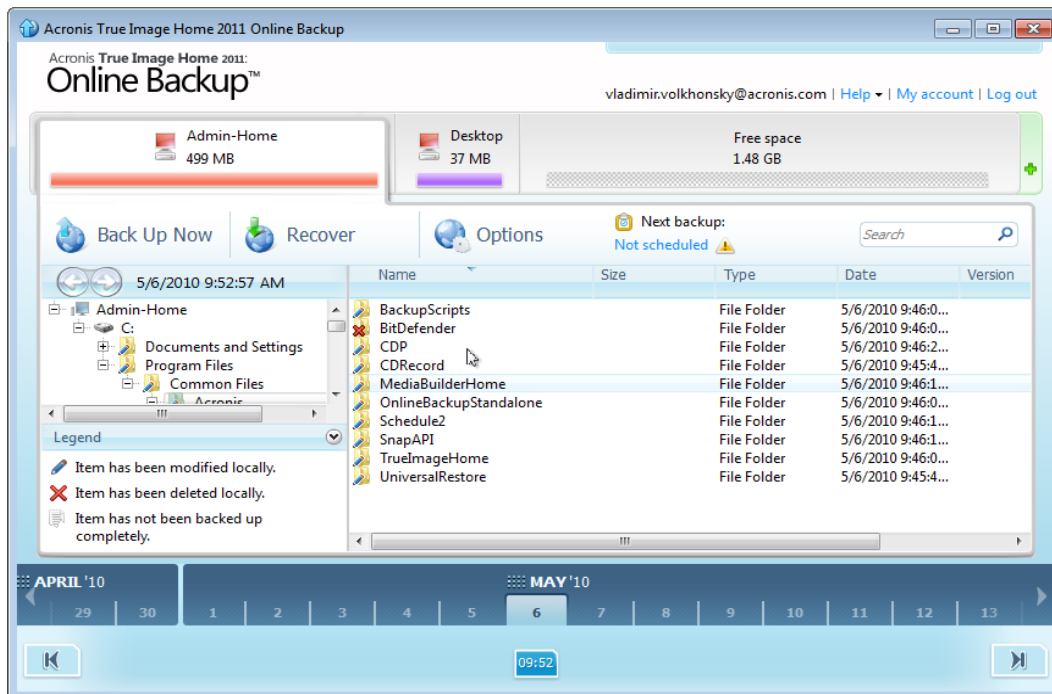 Acronis True Image Home 2011 Online Backup
Acronis True Image Home 2011:
Online Backup™
vladimir.volkhonsky@acronis.com | Help | My account | Log out
Admin-Home
499 MB
Desktop
37 MB
Free space
1.48 GB
Back Up Now
Recover
Options
Next backup:
Not scheduled
Search
5/6/2010 9:52:57 AM
Name Size Type Date Version
Admin-Home
C:
Documents and Settings
Program Files
Common Files
Acronis
BackupScripts File Folder 5/6/2010 9:46:0...
BitDefender File Folder 5/6/2010 9:46:0...
CDP File Folder 5/6/2010 9:46:2...
CDRecord File Folder 5/6/2010 9:45:4...
MediaBuilderHome File Folder 5/6/2010 9:46:1...
OnlineBackupStandalone File Folder 5/6/2010 9:46:0...
Schedule2 File Folder 5/6/2010 9:46:1...
SnapAPI File Folder 5/6/2010 9:46:1...
TrueImageHome File Folder 5/6/2010 9:46:0...
UniversalRestore File Folder 5/6/2010 9:45:4...
Legend
Item has been modified locally.
Item has been deleted locally.
Item has not been backed up
completely.
APRIL '10 MAY '10
29 30 1 2 3 4 5 6 7 8 9 10 11 12 13
09:52